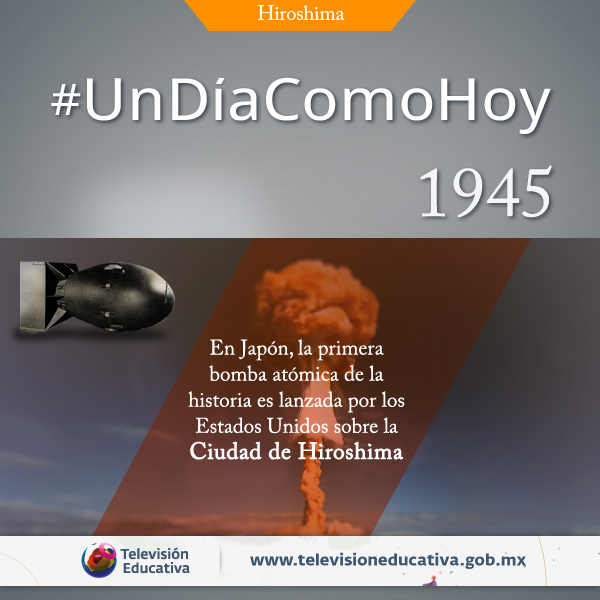 Hiroshima
#UnDíaComoHoy
1945
En Japón, la primera
bomba atómica de la
historia es lanzada por los
Estados Unidos sobre la
Ciudad de Hiroshima
Televisión
Educativa
www.televisioneducativa.gob.mx